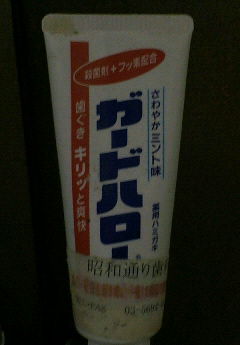 殺菌剤+フッ素配合
さわやかミント味
ガードハロー
薬用ハミガキ
歯ぐきキリッと爽快
昭和通り歯